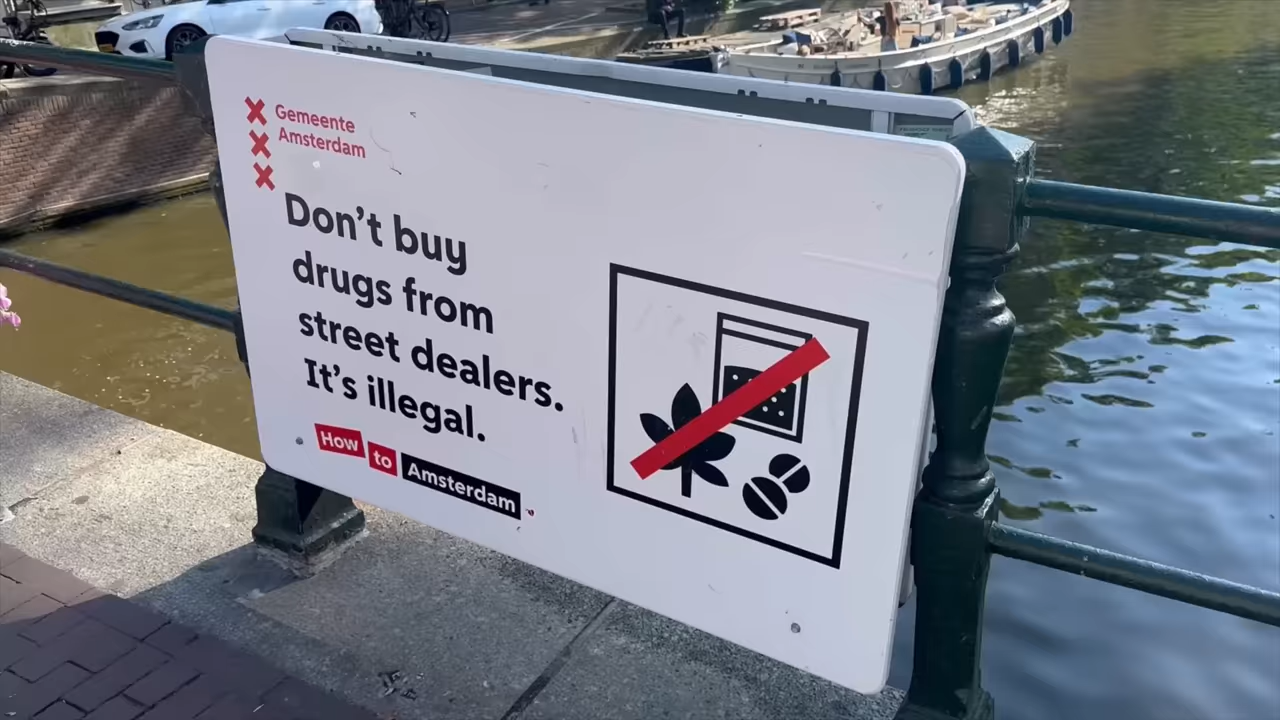 Gemeente
Amsterdam
Don't buy
drugs from
street dealers.
It's illegal.
How to Amsterdam